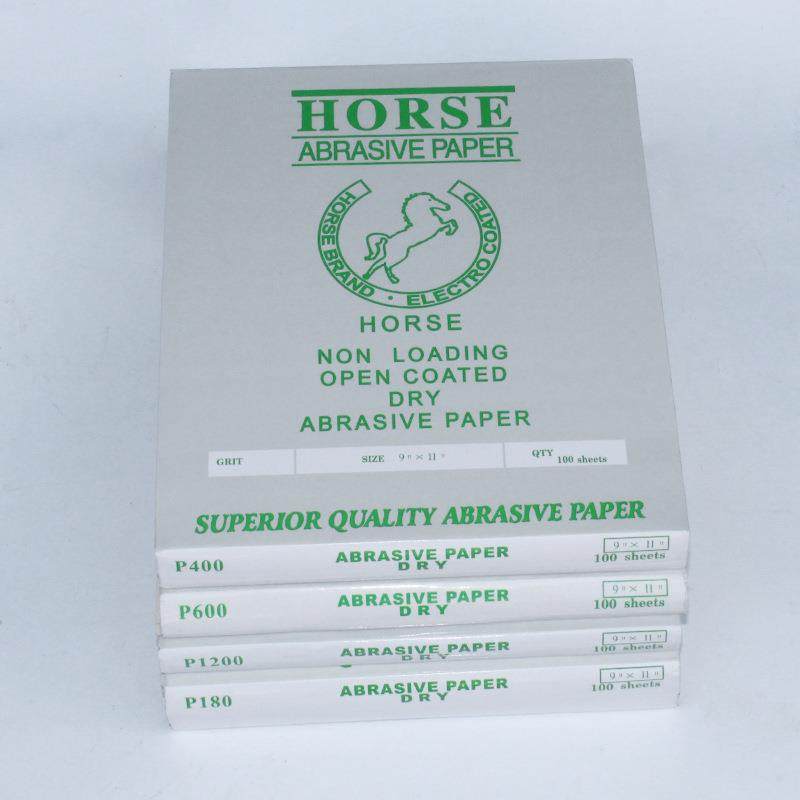 HORSE
ABRASIVE PAPER
HORSE BRAND · ELECTRO COATED
HORSE
NON LOADING
OPEN COATED
DRY
ABRASIVE PAPER
GRIT SIZE 9" × 11" QTY 100 sheets
SUPERIOR QUALITY ABRASIVE PAPER
P400 ABRASIVE PAPER 9" × 11"
DRY 100 sheets
P600 ABRASIVE PAPER 9" × 11"
DRY 100 sheets
P1200 ABRASIVE PAPER 9" × 11"
DRY 100 sheets
P180 ABRASIVE PAPER 9" × 11"
DRY 100 sheets